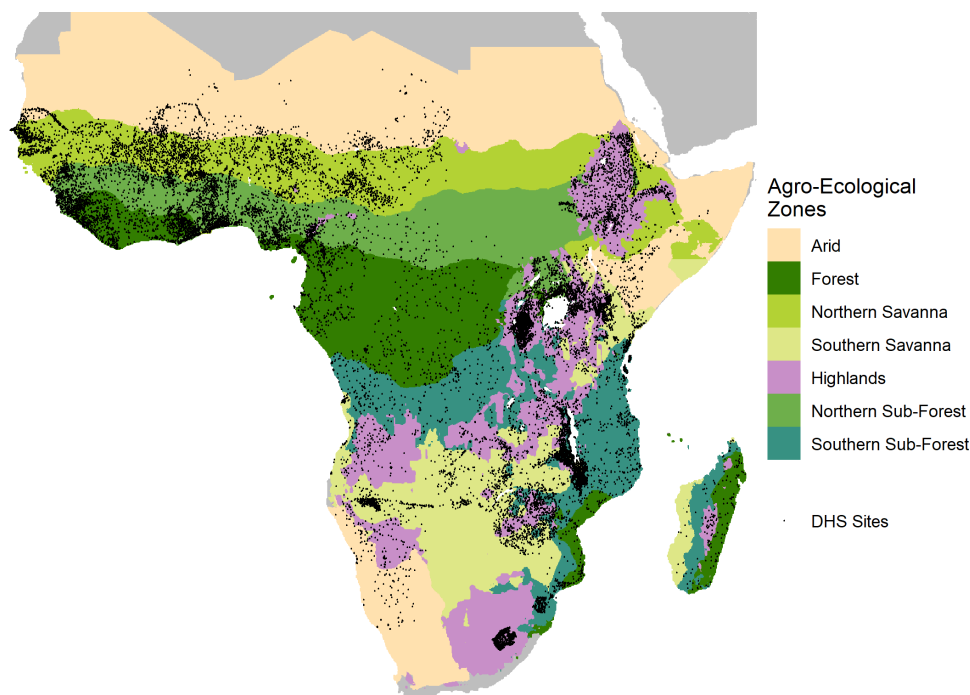 Agro-Ecological
Zones
Arid
Forest
Northern Savanna
Southern Savanna
Highlands
Northern Sub-Forest
Southern Sub-Forest
DHS Sites